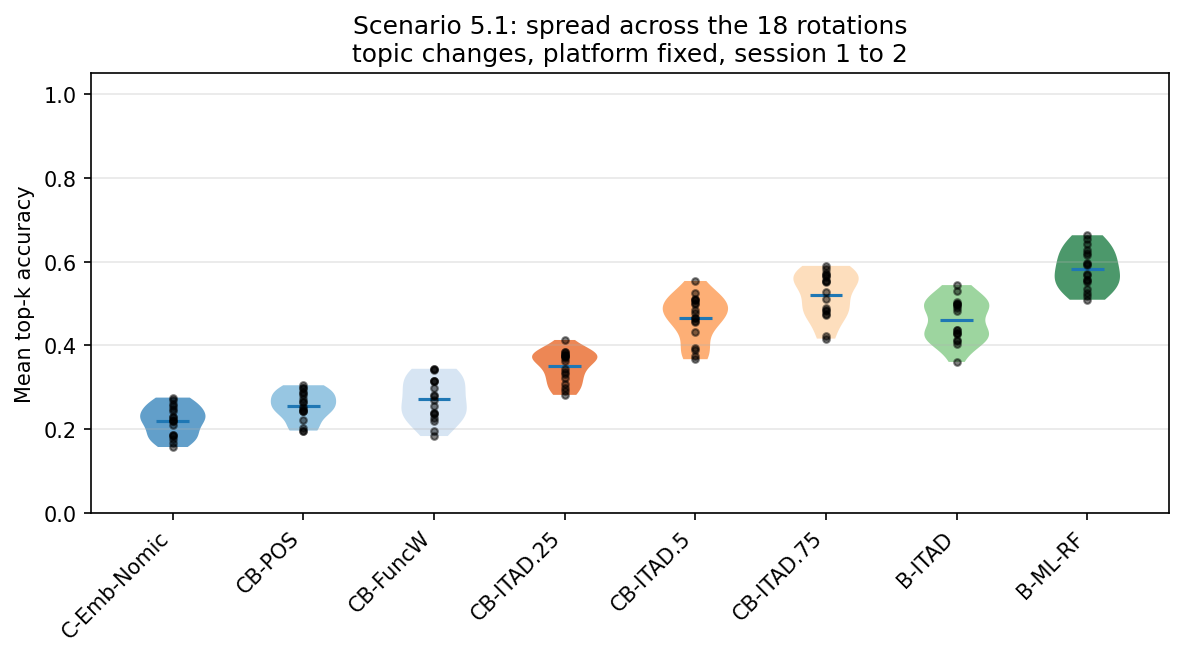 Scenario 5.1: spread across the 18 rotations
topic changes, platform fixed, session 1 to 2
Mean top-k accuracy
1.0
0.8
0.6
0.4
0.2
0.0
C-Emb-Nomic
CB-POS
CB-FuncW
CB-ITAD.25
CB-ITAD.5
CB-ITAD.75
B-ITAD
B-ML-RF